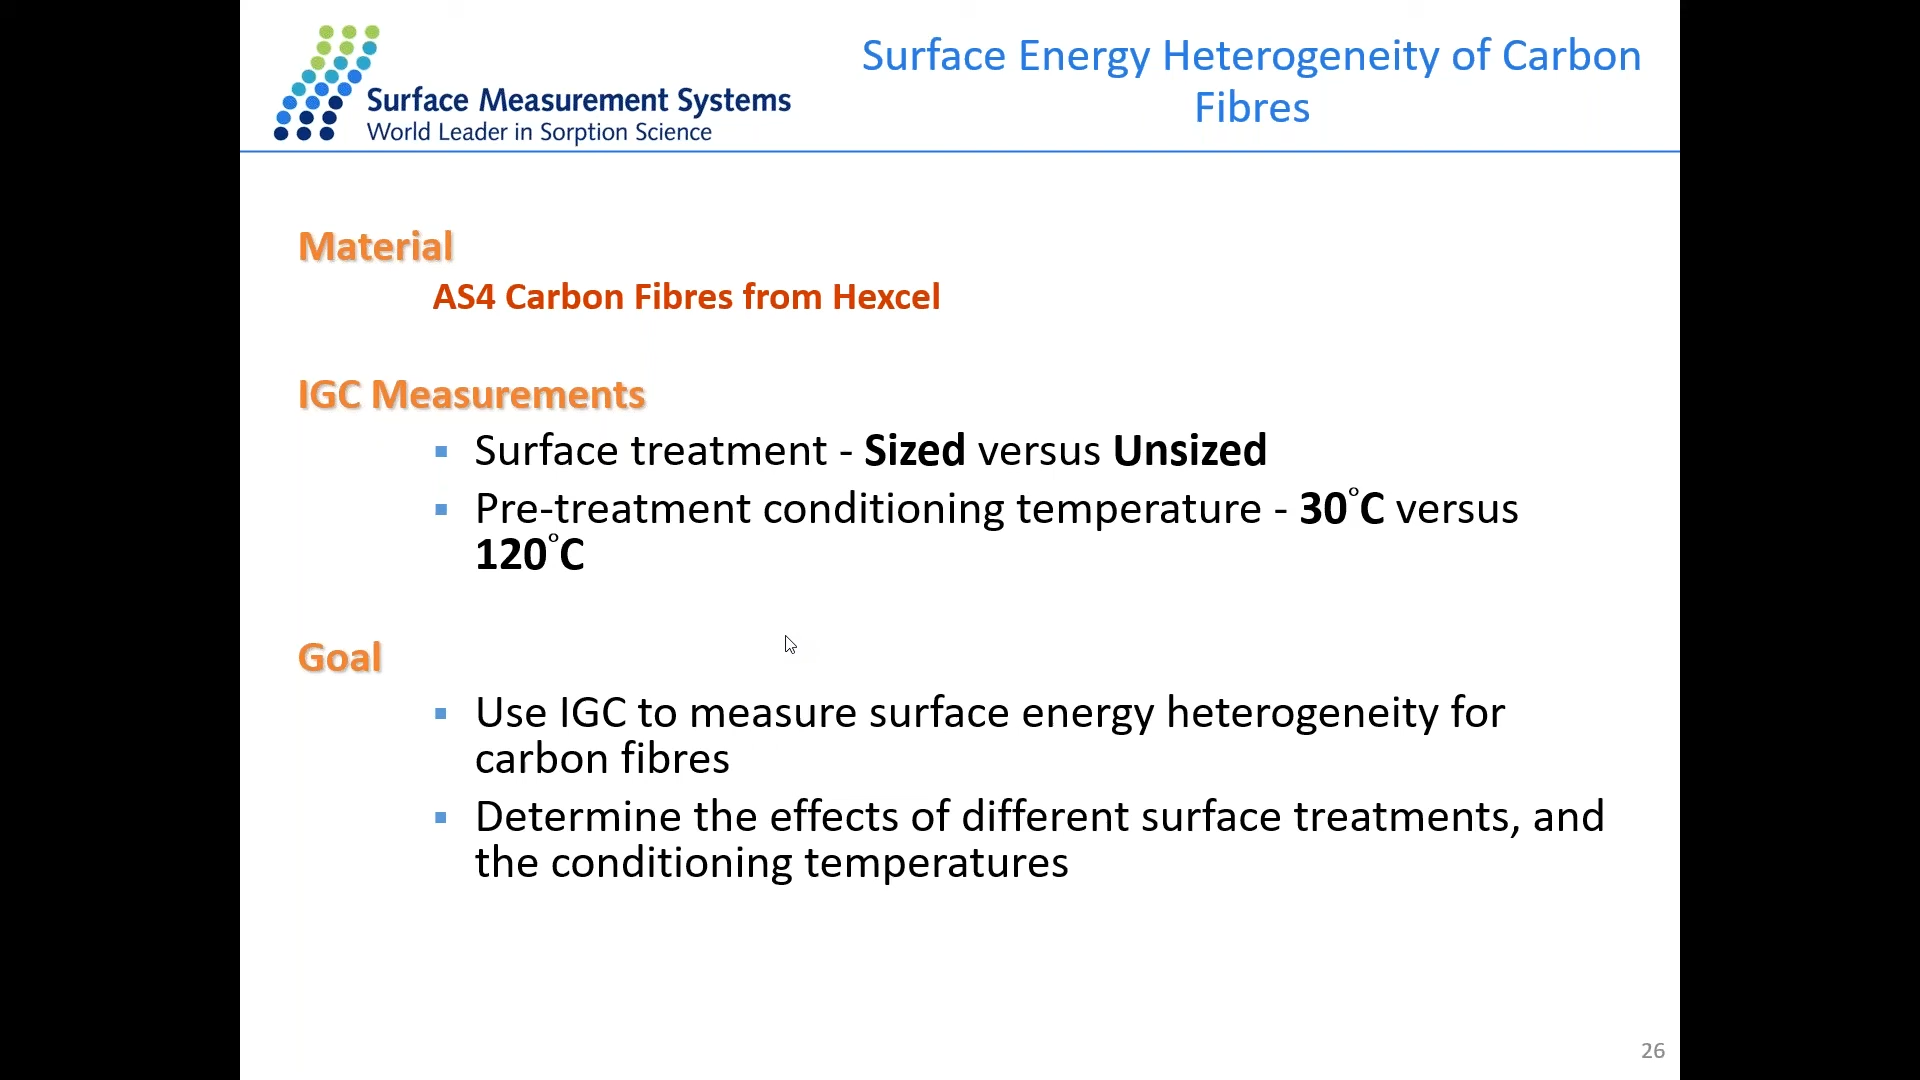 Surface Measurement Systems
World Leader in Sorption Science
Surface Energy Heterogeneity of Carbon
Fibres
Material
AS4 Carbon Fibres from Hexcel
IGC Measurements
▪ Surface treatment - Sized versus Unsized
▪ Pre-treatment conditioning temperature - 30°C versus
120°C
Goal
▪ Use IGC to measure surface energy heterogeneity for
carbon fibres
▪ Determine the effects of different surface treatments, and
the conditioning temperatures
26